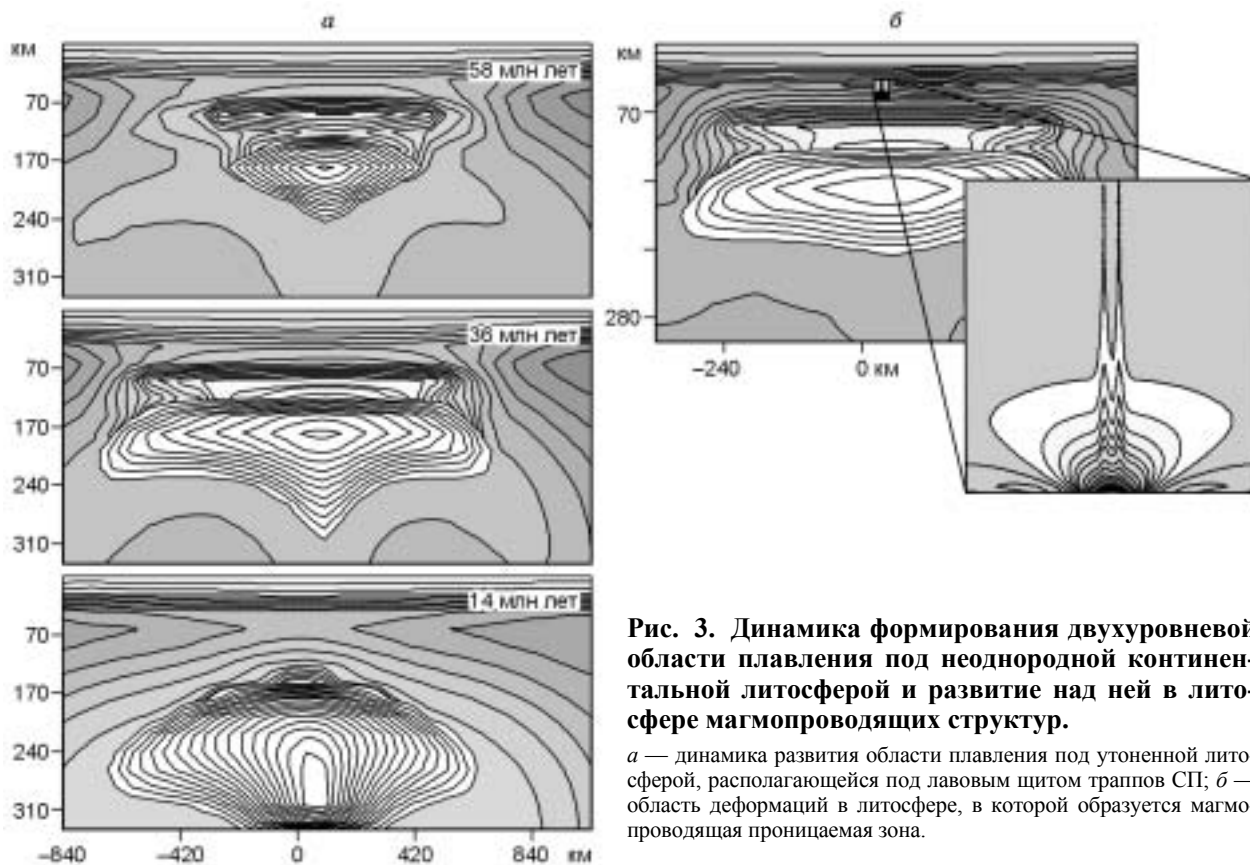 а
км
58 млн лет
70
170
240
310
36 млн лет
70
170
240
310
14 млн лет
70
170
240
310
–840 –420 0 420 840 км
б
км
70
280
–240 0 км
Рис. 3. Динамика формирования двухуровневой
области плавления под неоднородной континен-
тальной литосферой и развитие над ней в лито-
сфере магмопроводящих структур.
а — динамика развития области плавления под утоненной лито
сферой, располагающейся под лавовым щитом траппов СП; б —
область деформаций в литосфере, в которой образуется магмо
проводящая проницаемая зона.